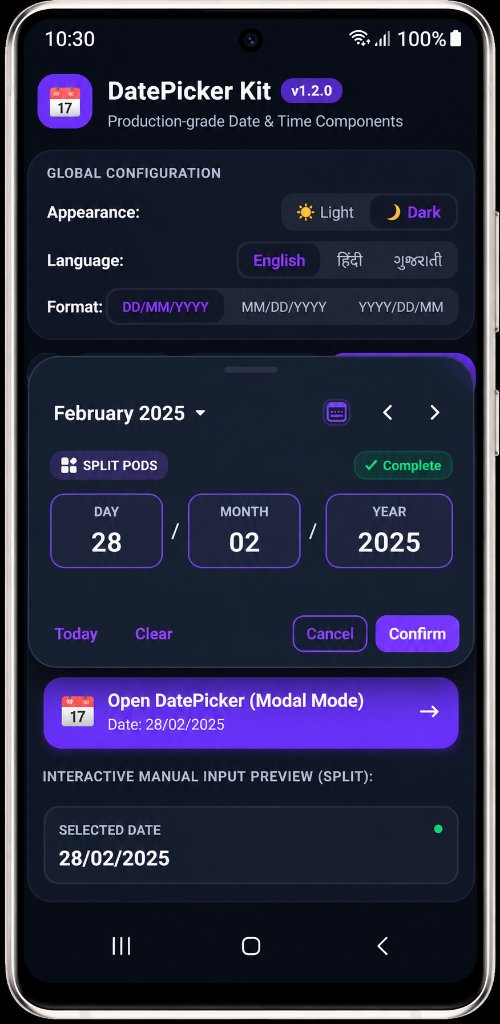 10:30 100%
DatePicker Kit v1.2.0
Production-grade Date & Time Components
GLOBAL CONFIGURATION
Appearance: Light Dark
Language: English हिंदी ગુજરાતી
Format: DD/MM/YYYY MM/DD/YYYY YYYY/DD/MM
February 2025
SPLIT PODS Complete
DAY MONTH YEAR
28 / 02 / 2025
Today Clear Cancel Confirm
17 Open DatePicker (Modal Mode)
Date: 28/02/2025
INTERACTIVE MANUAL INPUT PREVIEW (SPLIT):
SELECTED DATE
28/02/2025